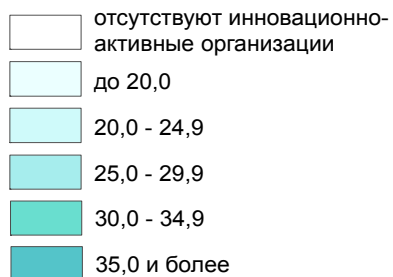 отсутствуют инновационно-
активные организации
до 20,0
20,0 - 24,9
25,0 - 29,9
30,0 - 34,9
35,0 и более